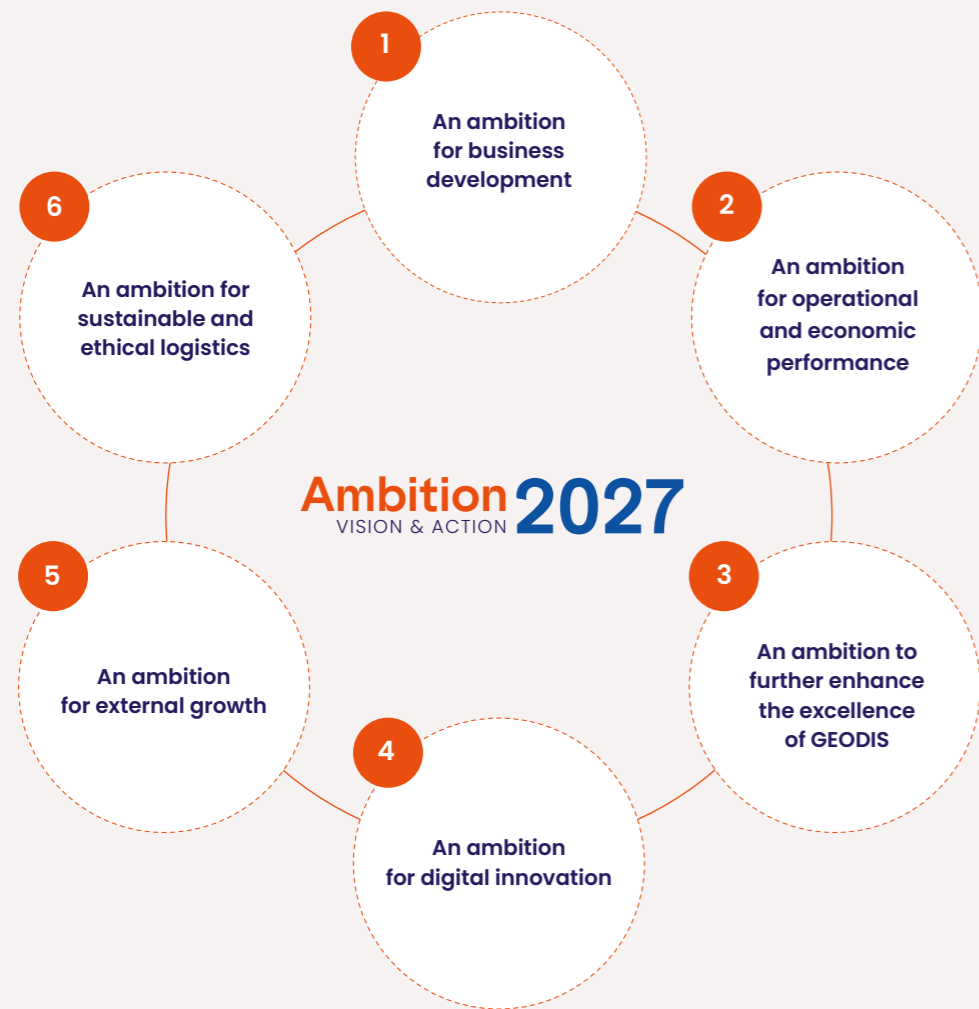 1
An ambition
for business
development
2
An ambition
for operational
and economic
performance
3
An ambition to
further enhance
the excellence
of GEODIS
4
An ambition
for digital innovation
5
An ambition
for external growth
6
An ambition for
sustainable and
ethical logistics
Ambition 2027
VISION & ACTION